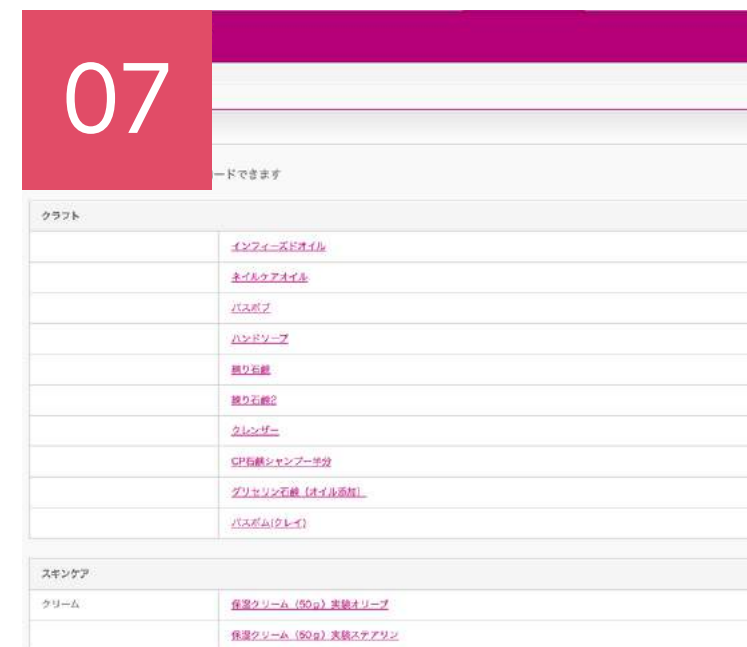 07
ードできます
クラフト
インフィーズドオイル
ネイルケアオイル
バスボブ
ハンドソープ
練り石鹸
練り石鹸2
クレンザー
CP石鹸シャンプー半分
グリセリン石鹸（オイル添加）
バスボム(クレイ)
スキンケア
クリーム
保湿クリーム（50g）実験オリーブ
保湿クリーム（50g）実験ステアリン